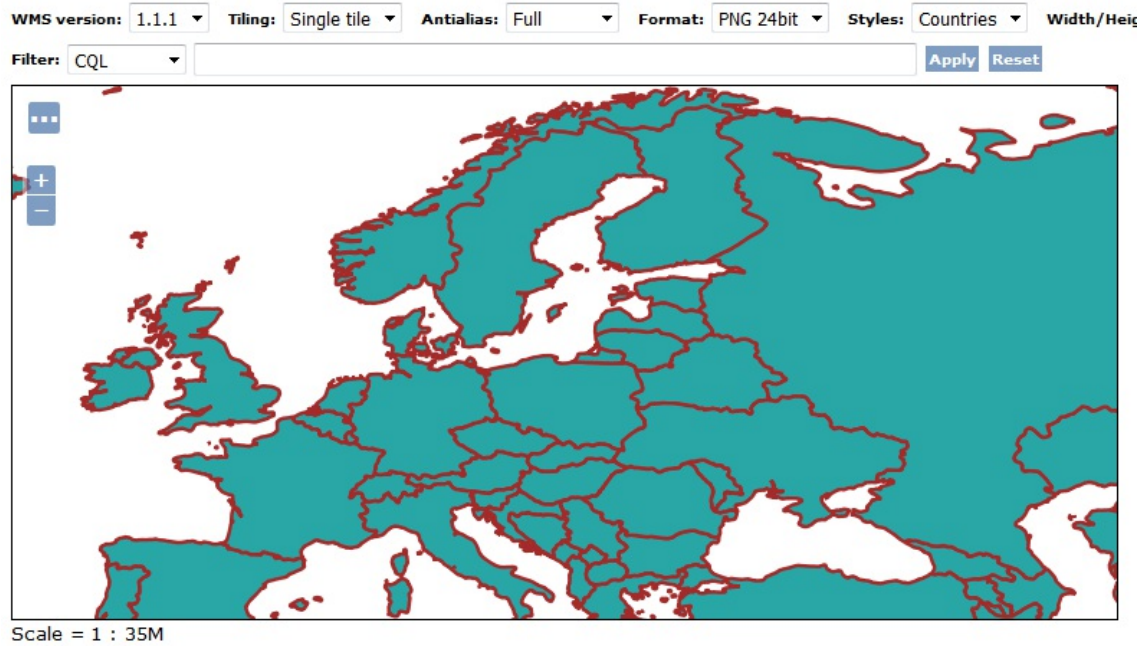 WMS version: 1.1.1 Tiling: Single tile Antialias: Full Format: PNG 24bit Styles: Countries
Filter: CQL Apply Reset
...
+
−
Scale = 1 : 35M